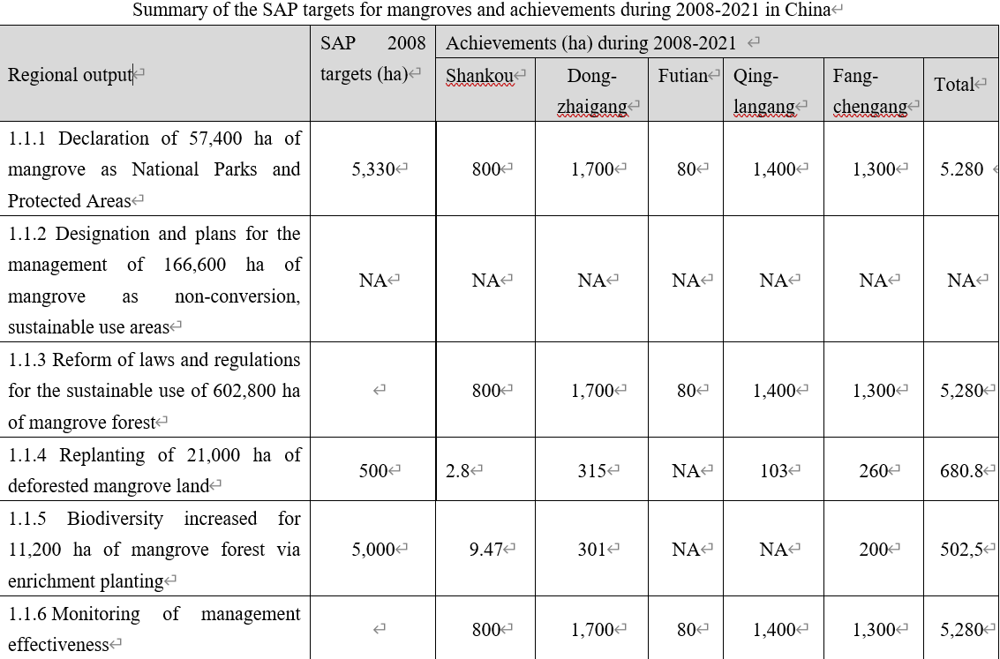 Summary of the SAP targets for mangroves and achievements during 2008-2021 in China
Regional output
SAP 2008
targets (ha)
Achievements (ha) during 2008-2021
Shankou
Dong-
zhaigang
Futian
Qing-
langang
Fang-
chengang
Total
1.1.1 Declaration of 57,400 ha of
mangrove as National Parks and
Protected Areas
5,330
800
1,700
80
1,400
1,300
5.280
1.1.2 Designation and plans for the
management of 166,600 ha of
mangrove as non-conversion,
sustainable use areas
NA
NA
NA
NA
NA
NA
NA
1.1.3 Reform of laws and regulations
for the sustainable use of 602,800 ha
of mangrove forest
800
1,700
80
1,400
1,300
5,280
1.1.4 Replanting of 21,000 ha of
deforested mangrove land
500
2.8
315
NA
103
260
680.8
1.1.5 Biodiversity increased for
11,200 ha of mangrove forest via
enrichment planting
5,000
9.47
301
NA
NA
200
502,5
1.1.6 Monitoring of management
effectiveness
800
1,700
80
1,400
1,300
5,280